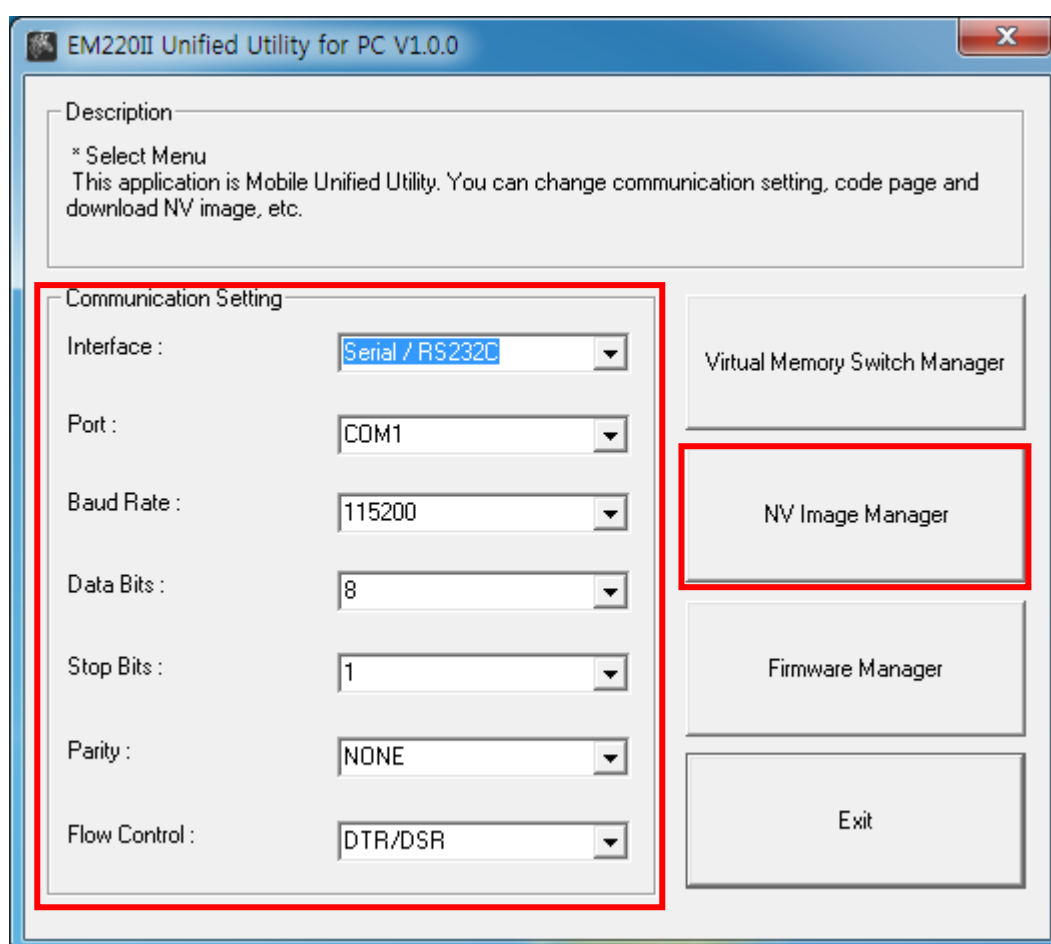 EM220II Unified Utility for PC V1.0.0
Description
* Select Menu
This application is Mobile Unified Utility. You can change communication setting, code page and
download NV image, etc.
Communication Setting
Interface : Serial / RS232C
Port : COM1
Baud Rate : 115200
Data Bits : 8
Stop Bits : 1
Parity : NONE
Flow Control : DTR/DSR
Virtual Memory Switch Manager
NV Image Manager
Firmware Manager
Exit